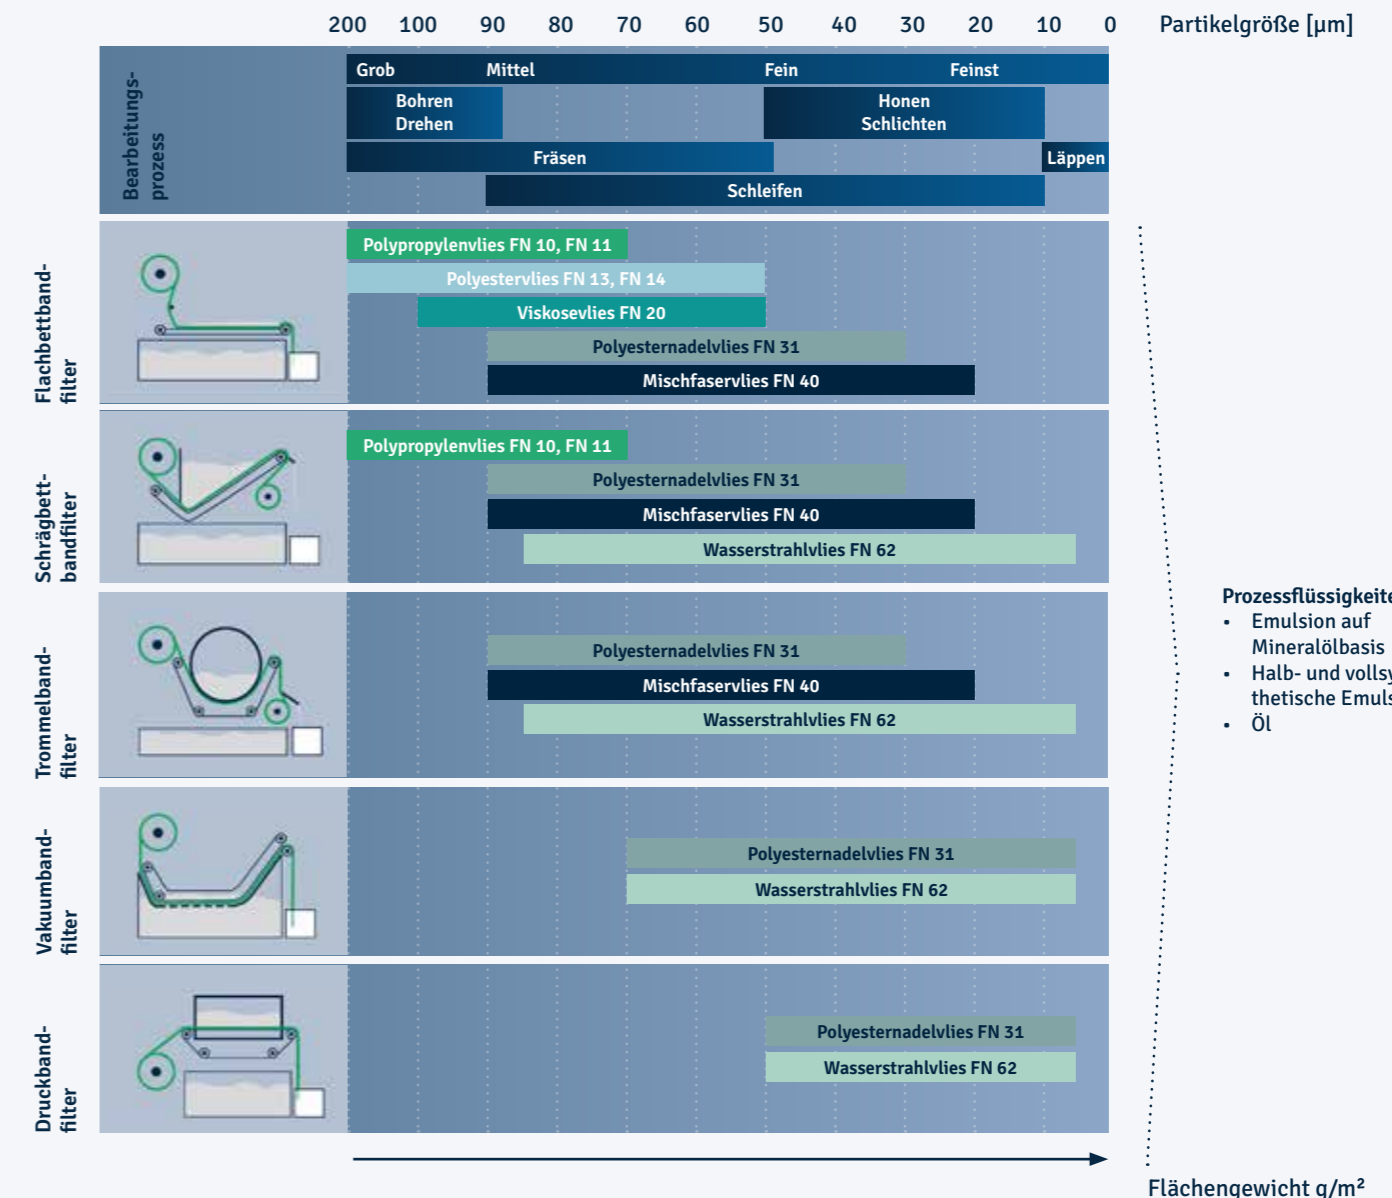 200 100 90 80 70 60 50 40 30 20 10 0 Partikelgröße [µm]
Bearbeitungs-
prozess
Grob Mittel Fein Feinst
Bohren
Drehen
Honen
Schlichten
Fräsen
Läppen
Schleifen
Flachbettband-
filter
Polypropylenvlies FN 10, FN 11
Polyestervlies FN 13, FN 14
Viskosevlies FN 20
Polyesternadelvlies FN 31
Mischfaservlies FN 40
Schrägbett-
bandfilter
Polypropylenvlies FN 10, FN 11
Polyesternadelvlies FN 31
Mischfaservlies FN 40
Wasserstrahlvlies FN 62
Trommelband-
filter
Polyesternadelvlies FN 31
Mischfaservlies FN 40
Wasserstrahlvlies FN 62
Vakuumband-
filter
Polyesternadelvlies FN 31
Wasserstrahlvlies FN 62
Druckband-
filter
Polyesternadelvlies FN 31
Wasserstrahlvlies FN 62
Prozessflüssigkeite
• Emulsion auf
Mineralölbasis
• Halb- und vollsy
thetische Emuls
• Öl
Flächengewicht g/m²